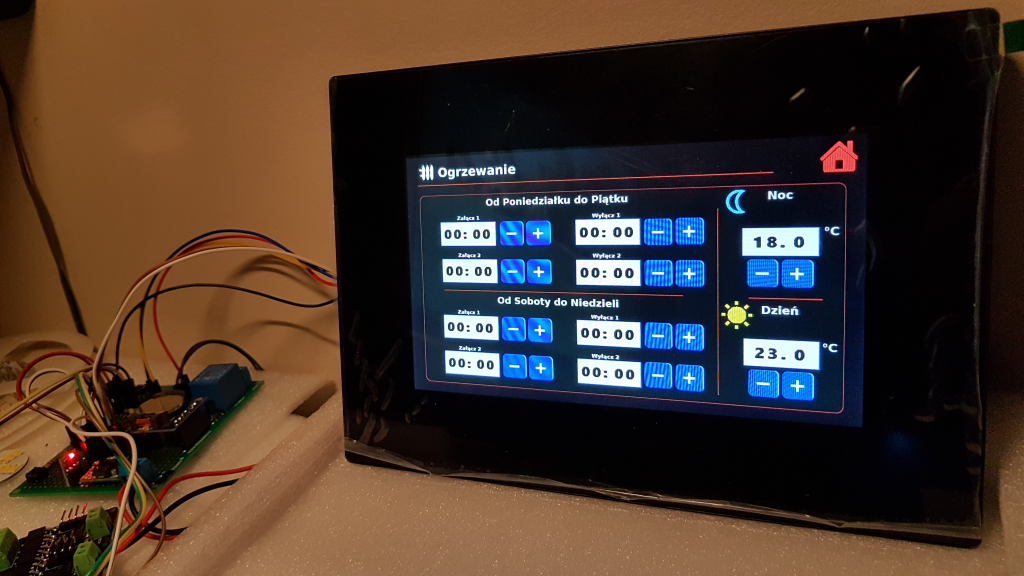 Ogrzewanie
Od Poniedziałku do Piątku
Załącz 1
Wyłącz 1
00:00
00:00
Załącz 2
Wyłącz 2
00:00
00:00
Od Soboty do Niedzieli
Załącz 1
Wyłącz 1
00:00
00:00
Załącz 2
Wyłącz 2
00:00
00:00
Noc
18.0 °C
Dzień
23.0 °C